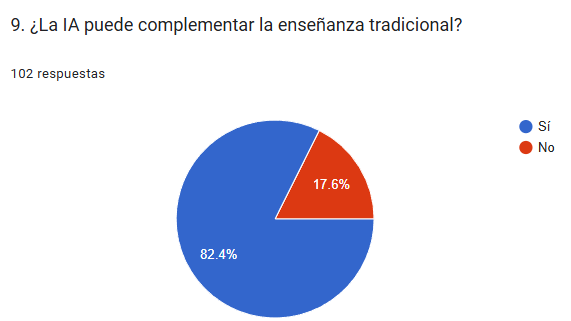 9. ¿La IA puede complementar la enseñanza tradicional?
102 respuestas
Sí
No
17.6%
82.4%